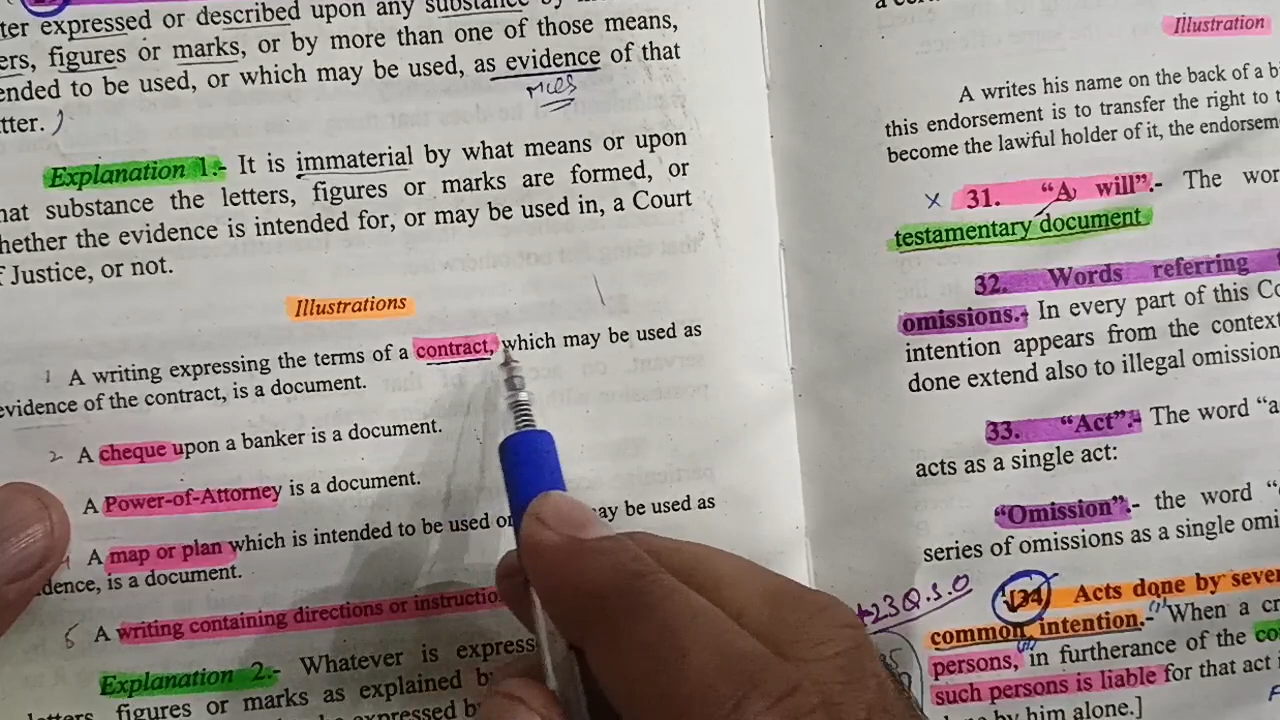 ter expressed or described upon any substance
ers, figures or marks, or by more than one of those means,
ended to be used, or which may be used, as evidence of that
tter.)
Explanation 1.- It is immaterial by what means or upon
hat substance the letters, figures or marks are formed, or
hether the evidence is intended for, or may be used in, a Court
f Justice, or not.
Illustrations
1 A writing expressing the terms of a contract, which may be used as
evidence of the contract, is a document.
2 A cheque upon a banker is a document.
A Power-of-Attorney is a document.
A map or plan which is intended to be used or ay be used as
dence, is a document.
A writing containing directions or instructio
Explanation 2.- Whatever is express
letters, figures or marks as explained b
be expressed by
Illustration
A writes his name on the back of a b
this endorsement is to transfer the right to t
become the lawful holder of it, the endorsem
x 31. “A will”.- The wor
testamentary document
32. Words referring
omissions.- In every part of this Co
intention appears from the context
done extend also to illegal omission
33. “Act”.- The word “a
acts as a single act:
“Omission”.- the word “
series of omissions as a single omi
+23 Q.S.O
34 Acts done by sever
common intention.- When a cr
persons, in furtherance of the co
such persons is liable for that act i
by him alone.]